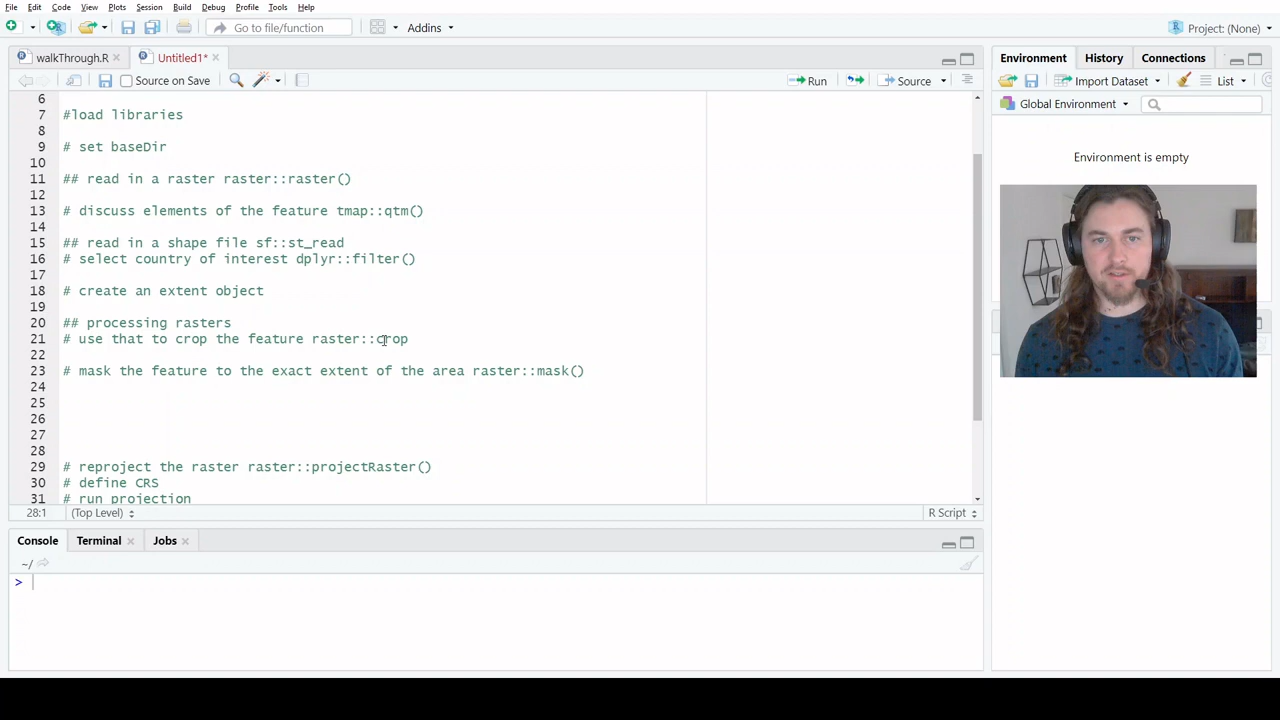 File Edit Code View Plots Session Build Debug Profile Tools Help
Go to file/function Addins Project: (None)
walkThrough.R Untitled1* Environment History Connections
Source on Save Run Source Import Dataset List
Global Environment
6
7 #load libraries
8
9 # set baseDir
10
11 ## read in a raster raster::raster()
12
13 # discuss elements of the feature tmap::qtm()
14
15 ## read in a shape file sf::st_read
16 # select country of interest dplyr::filter()
17
18 # create an extent object
19
20 ## processing rasters
21 # use that to crop the feature raster::crop
22
23 # mask the feature to the exact extent of the area raster::mask()
24
25
26
27
28
29 # reproject the raster raster::projectRaster()
30 # define CRS
31 # run projection
Environment is empty
28:1 (Top Level) R Script
Console Terminal Jobs
~/
>